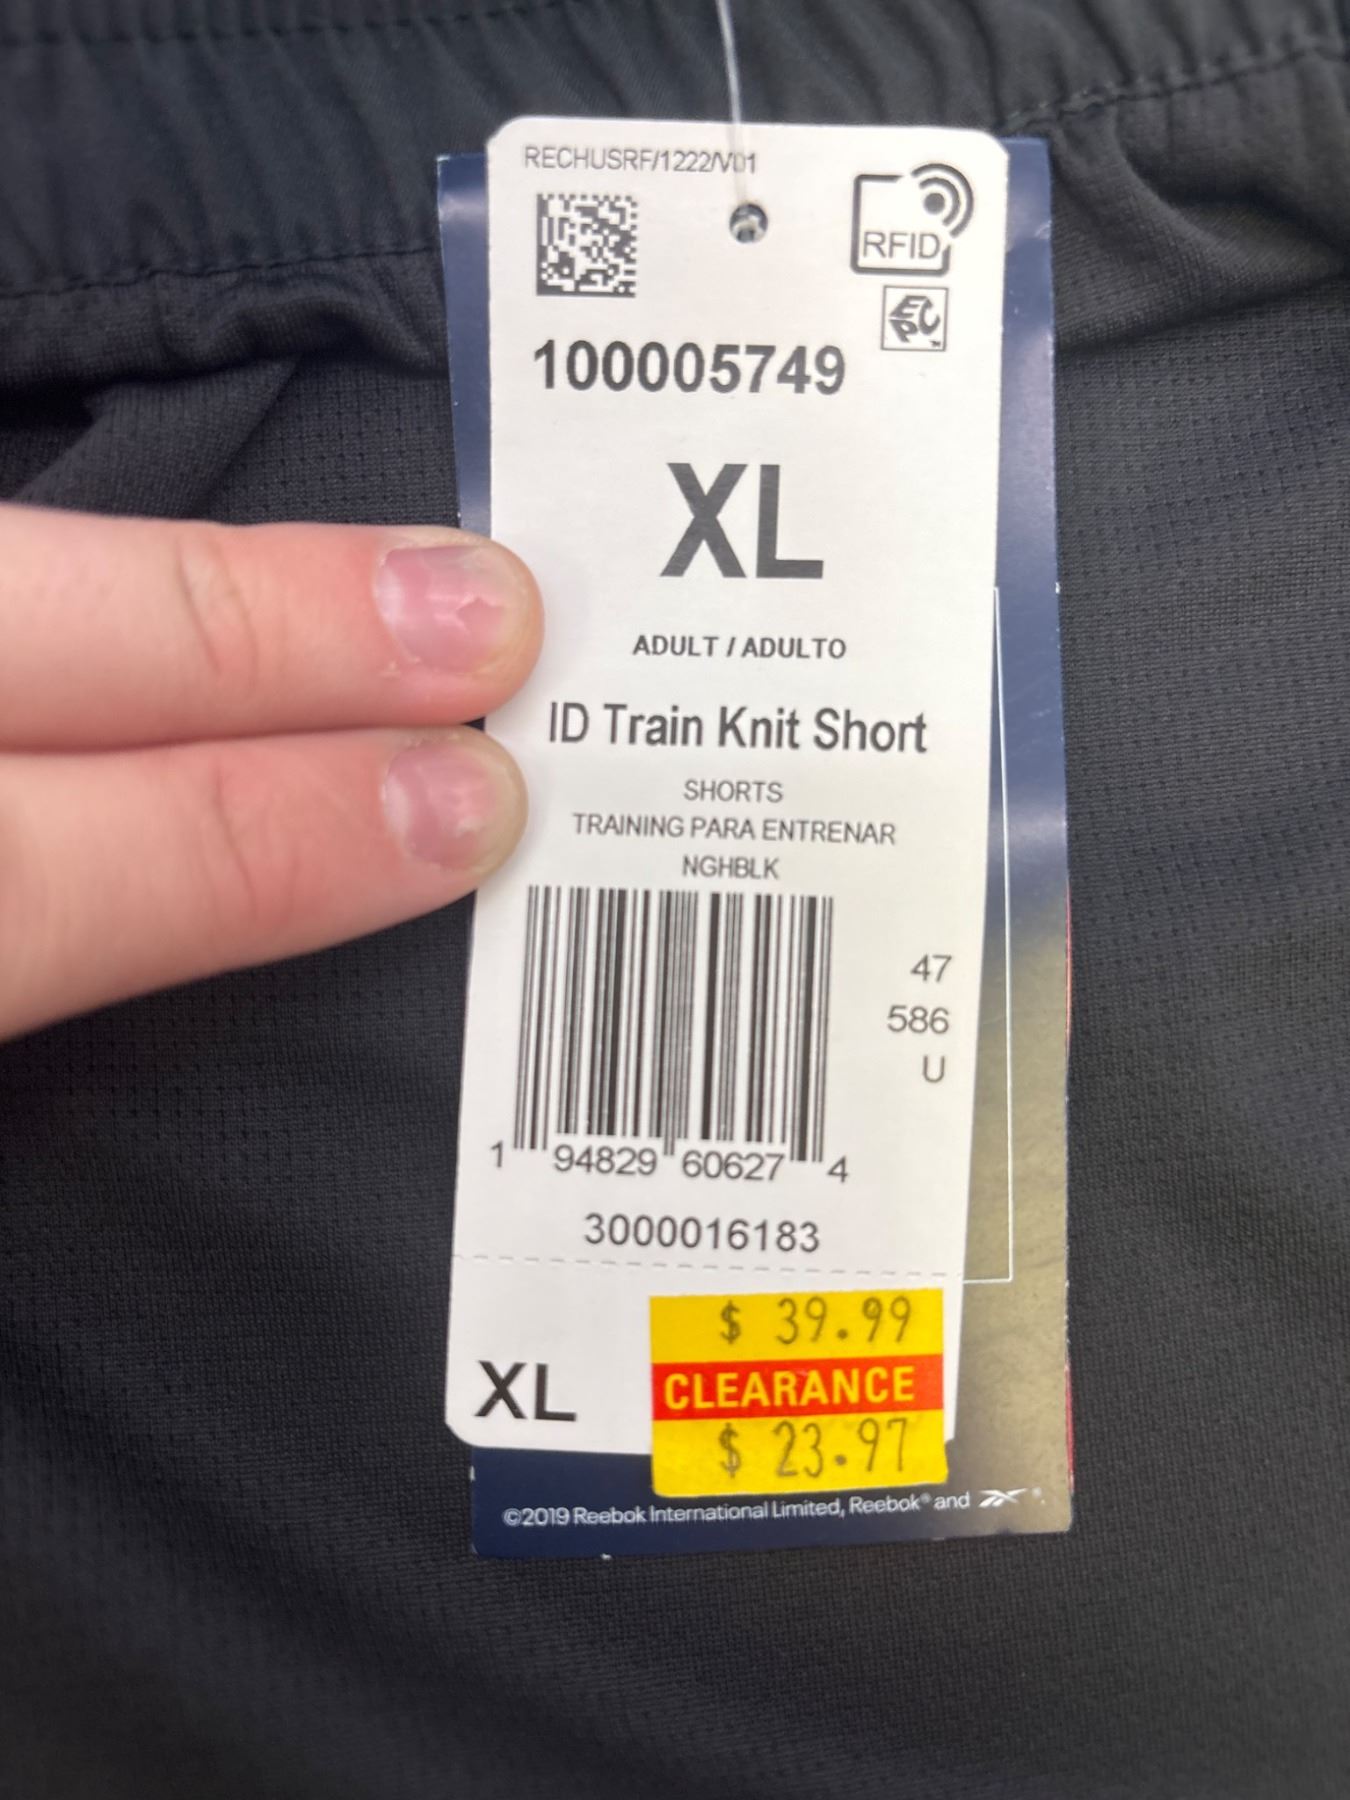 RECHUSRF/1222/V01
RFID
EPC™
100005749
XL
ADULT / ADULTO
ID Train Knit Short
SHORTS
TRAINING PARA ENTRENAR
NGHBLK
47
586
U
1 94829 60627 4
3000016183
XL
$ 39.99
CLEARANCE
$ 23.97
©2019 Reebok International Limited, Reebok® and